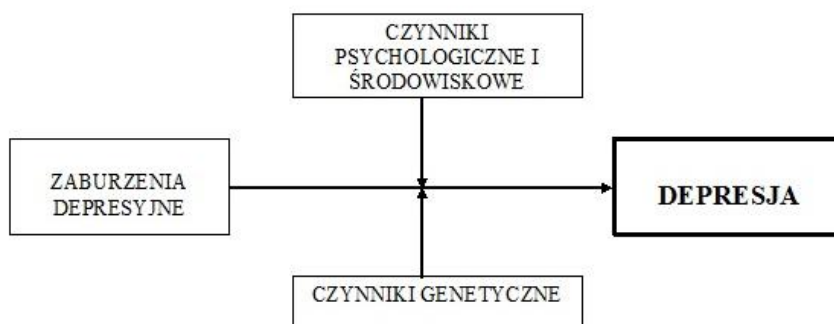 CZYNNIKI
PSYCHOLOGICZNE I
ŚRODOWISKOWE
ZABURZENIA
DEPRESYJNE
DEPRESJA
CZYNNIKI GENETYCZNE